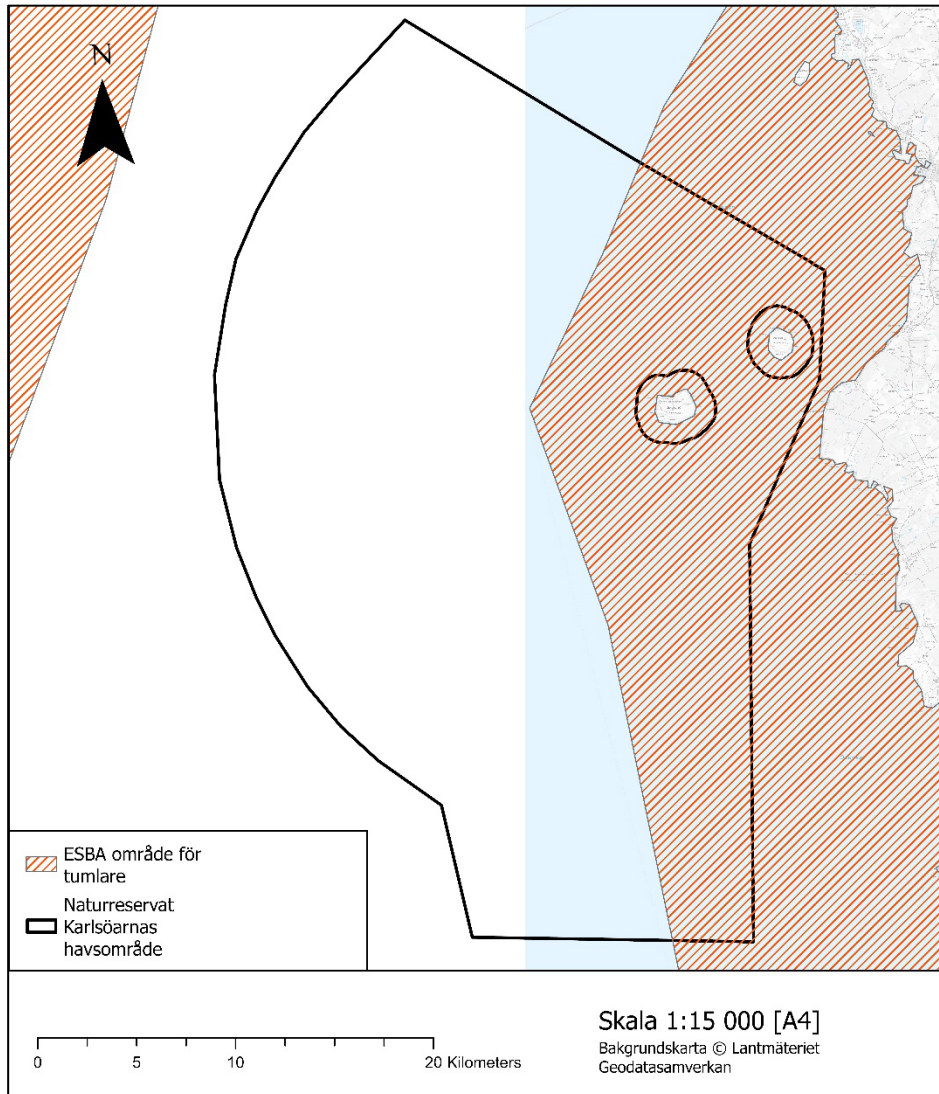 N
ESBA område för
tumlare
Naturreservat
Karlsöarnas
havsområde
0
5
10
20 Kilometers
Skala 1:15 000 [A4]
Bakgrundskarta © Lantmäteriet
Geodatasamverkan